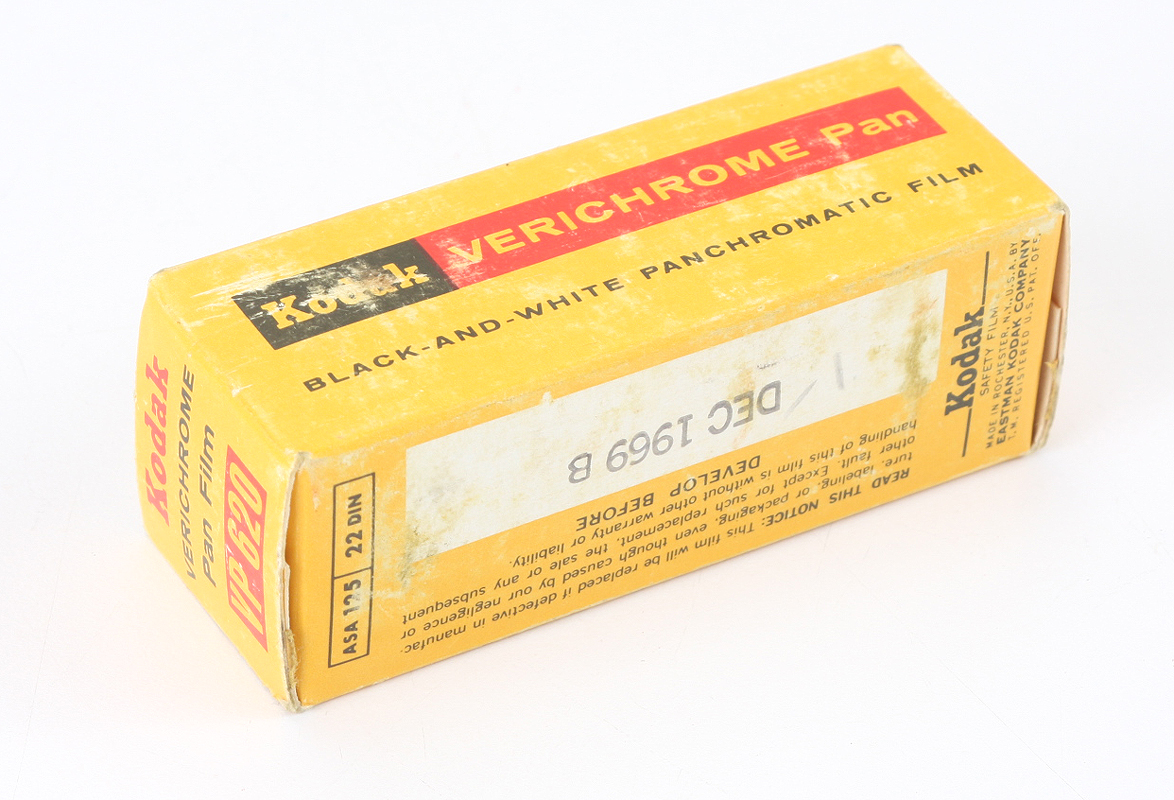 Kodak VERICHROME Pan
BLACK-AND-WHITE PANCHROMATIC FILM
Kodak
VERICHROME
Pan Film
VP 620
ASA 125 22 DIN
DEC 1969 B
DEVELOP BEFORE
READ THIS NOTICE: This film will be replaced if defective in manufac-
ture, labeling, or packaging, even though caused by our negligence or
other fault. Except for such replacement, the sale or any subsequent
handling of this film is without other warranty or liability.
Kodak
SAFETY FILM
MADE IN ROCHESTER, N.Y., U.S.A. BY
EASTMAN KODAK COMPANY
T.M. REGISTERED U.S. PAT. OFF.